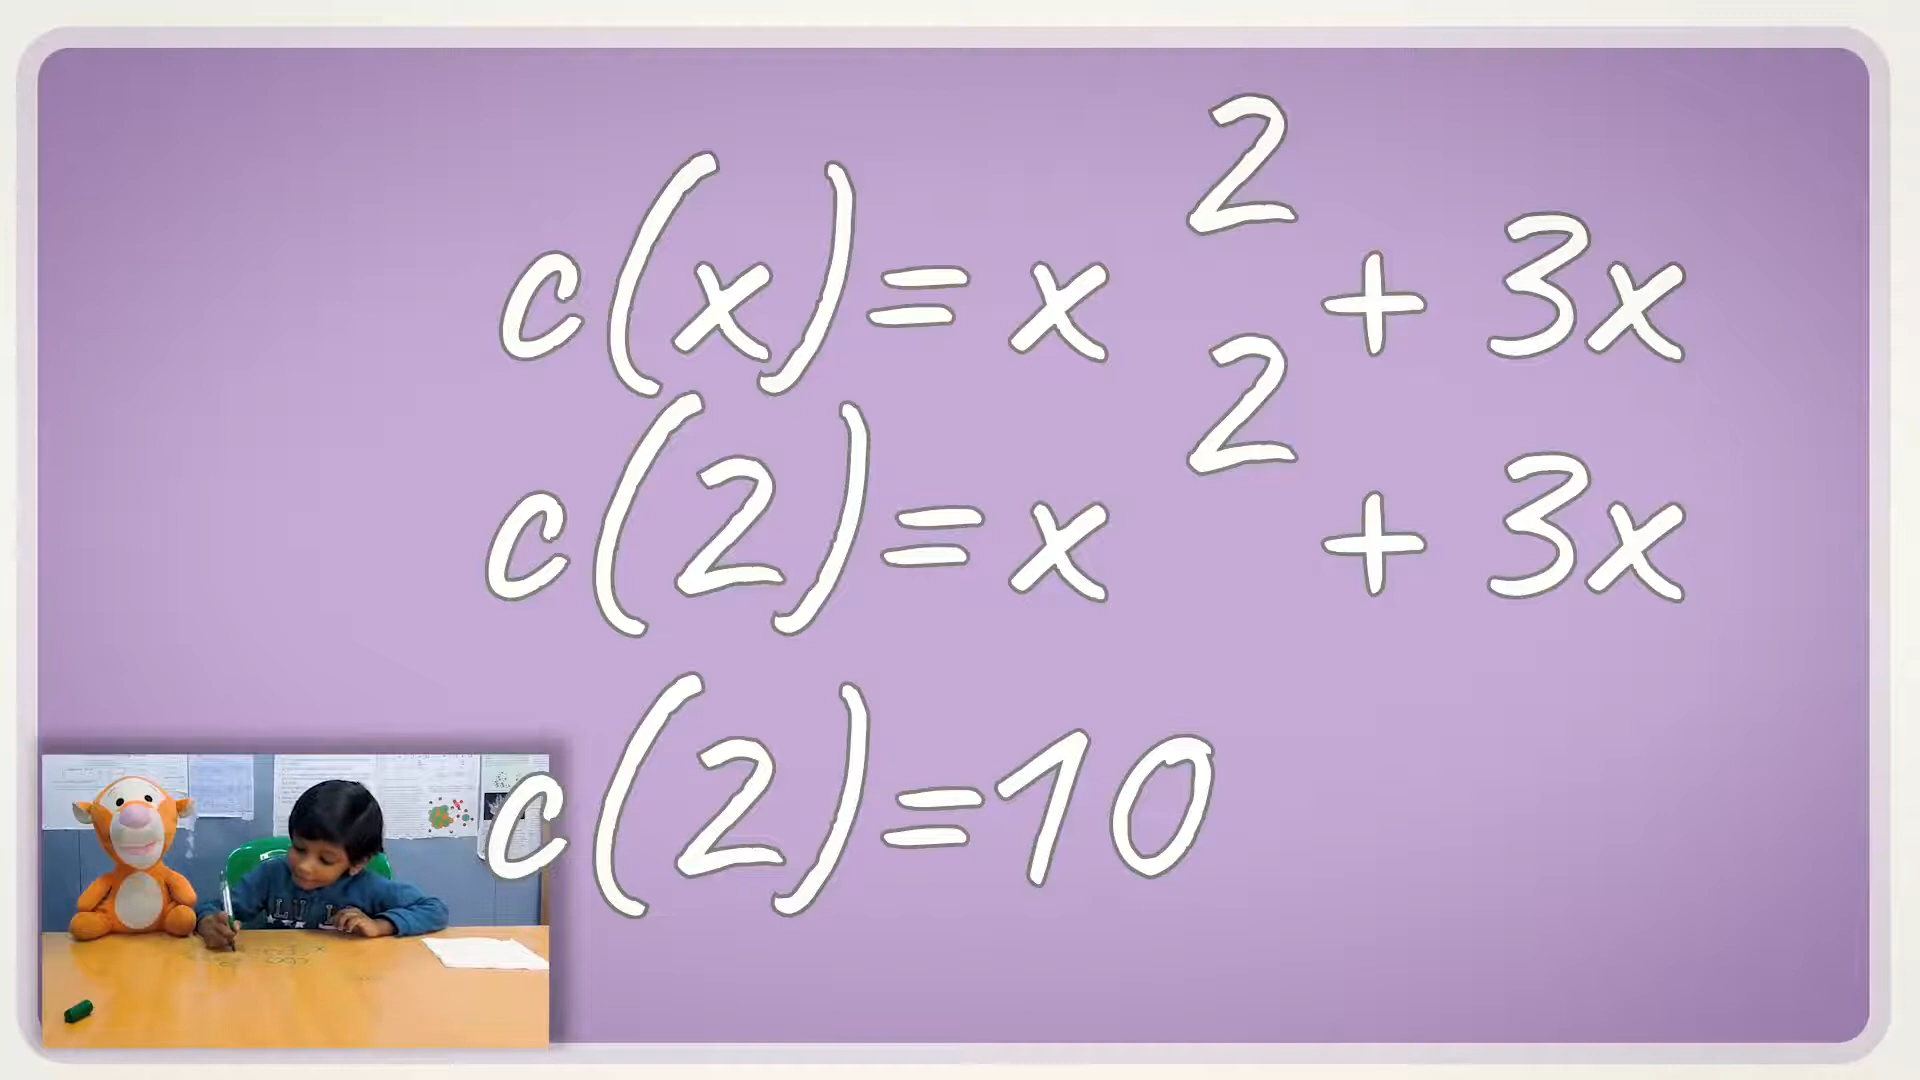 c(x)= x² + 3x
c(2)= x² + 3x
c(2)=10